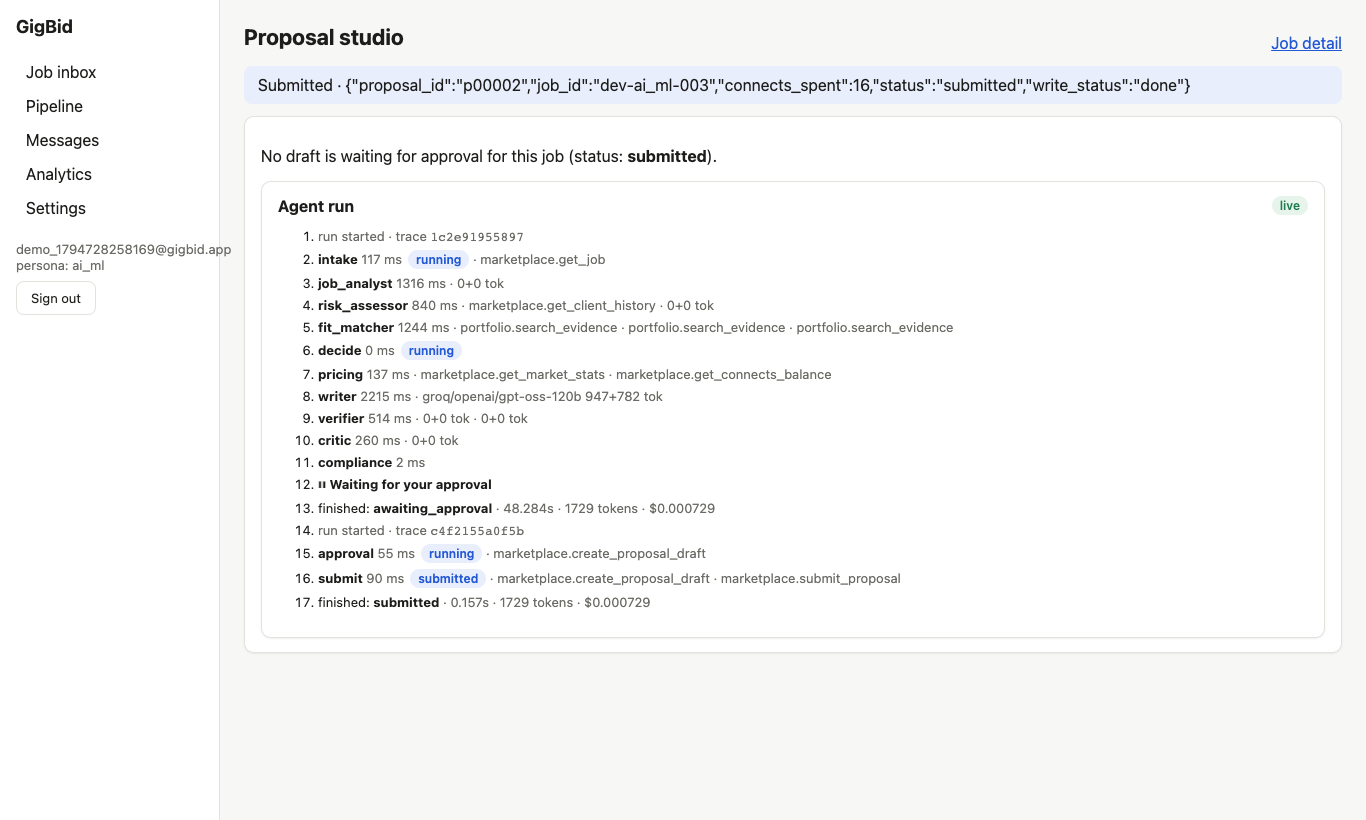 GigBid
Job inbox
Pipeline
Messages
Analytics
Settings
demo_1794728258169@gigbid.app
persona: ai_ml
Sign out
Proposal studio
Job detail
Submitted · {"proposal_id":"p00002","job_id":"dev-ai_ml-003","connects_spent":16,"status":"submitted","write_status":"done"}
No draft is waiting for approval for this job (status: submitted).
Agent run
live
1. run started · trace 1c2e91955897
2. intake 117 ms running · marketplace.get_job
3. job_analyst 1316 ms · 0+0 tok
4. risk_assessor 840 ms · marketplace.get_client_history · 0+0 tok
5. fit_matcher 1244 ms · portfolio.search_evidence · portfolio.search_evidence · portfolio.search_evidence
6. decide 0 ms running
7. pricing 137 ms · marketplace.get_market_stats · marketplace.get_connects_balance
8. writer 2215 ms · groq/openai/gpt-oss-120b 947+782 tok
9. verifier 514 ms · 0+0 tok · 0+0 tok
10. critic 260 ms · 0+0 tok
11. compliance 2 ms
12. ⏸ Waiting for your approval
13. finished: awaiting_approval · 48.284s · 1729 tokens · $0.000729
14. run started · trace c4f2155a0f5b
15. approval 55 ms running · marketplace.create_proposal_draft
16. submit 90 ms submitted · marketplace.create_proposal_draft · marketplace.submit_proposal
17. finished: submitted · 0.157s · 1729 tokens · $0.000729